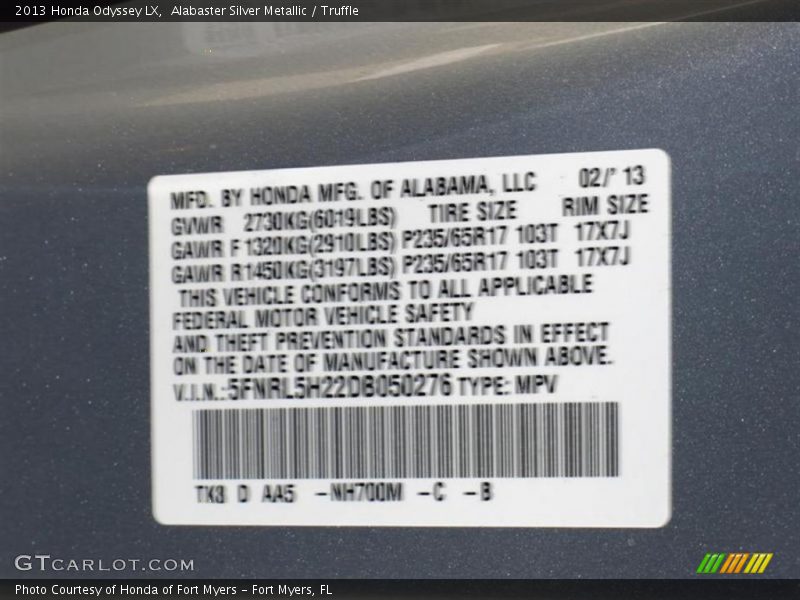 2013 Honda Odyssey LX, Alabaster Silver Metallic / Truffle
MFD. BY HONDA MFG. OF ALABAMA, LLC 02/' 13
GVWR 2730KG(6019LBS) TIRE SIZE RIM SIZE
GAWR F 1320KG(2910LBS) P235/65R17 103T 17X7J
GAWR R1450KG(3197LBS) P235/65R17 103T 17X7J
THIS VEHICLE CONFORMS TO ALL APPLICABLE
FEDERAL MOTOR VEHICLE SAFETY
AND THEFT PREVENTION STANDARDS IN EFFECT
ON THE DATE OF MANUFACTURE SHOWN ABOVE.
V.I.N.:5FNRL5H22DB050276 TYPE: MPV
TK8 D AA5 -NH700M -C -B
GTCARLOT.COM
Photo Courtesy of Honda of Fort Myers - Fort Myers, FL